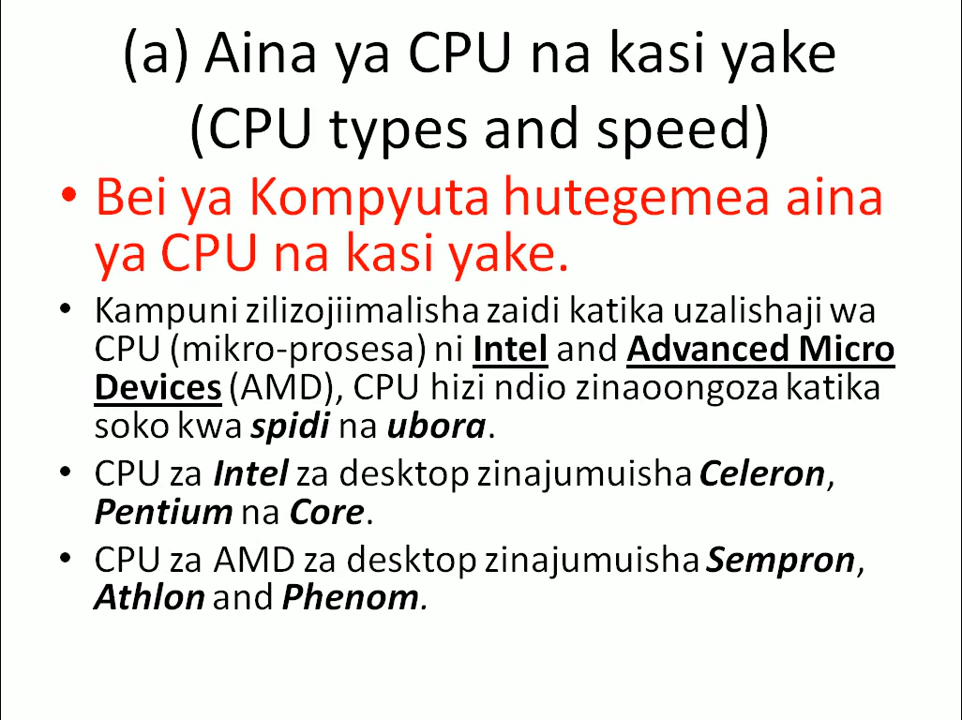 (a) Aina ya CPU na kasi yake
(CPU types and speed)
• Bei ya Kompyuta hutegemea aina
ya CPU na kasi yake.
• Kampuni zilizojiimalisha zaidi katika uzalishaji wa
CPU (mikro-prosesa) ni Intel and Advanced Micro
Devices (AMD), CPU hizi ndio zinaoongoza katika
soko kwa spidi na ubora.
• CPU za Intel za desktop zinajumuisha Celeron,
Pentium na Core.
• CPU za AMD za desktop zinajumuisha Sempron,
Athlon and Phenom.